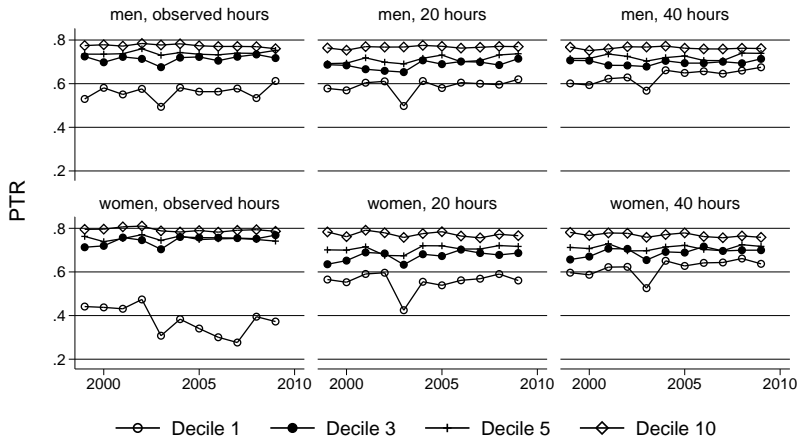 men, observed hours
men, 20 hours
men, 40 hours
.8
.6
.4
.2
PTR
women, observed hours
women, 20 hours
women, 40 hours
.8
.6
.4
.2
2000 2005 2010
2000 2005 2010
2000 2005 2010
Decile 1 Decile 3 Decile 5 Decile 10